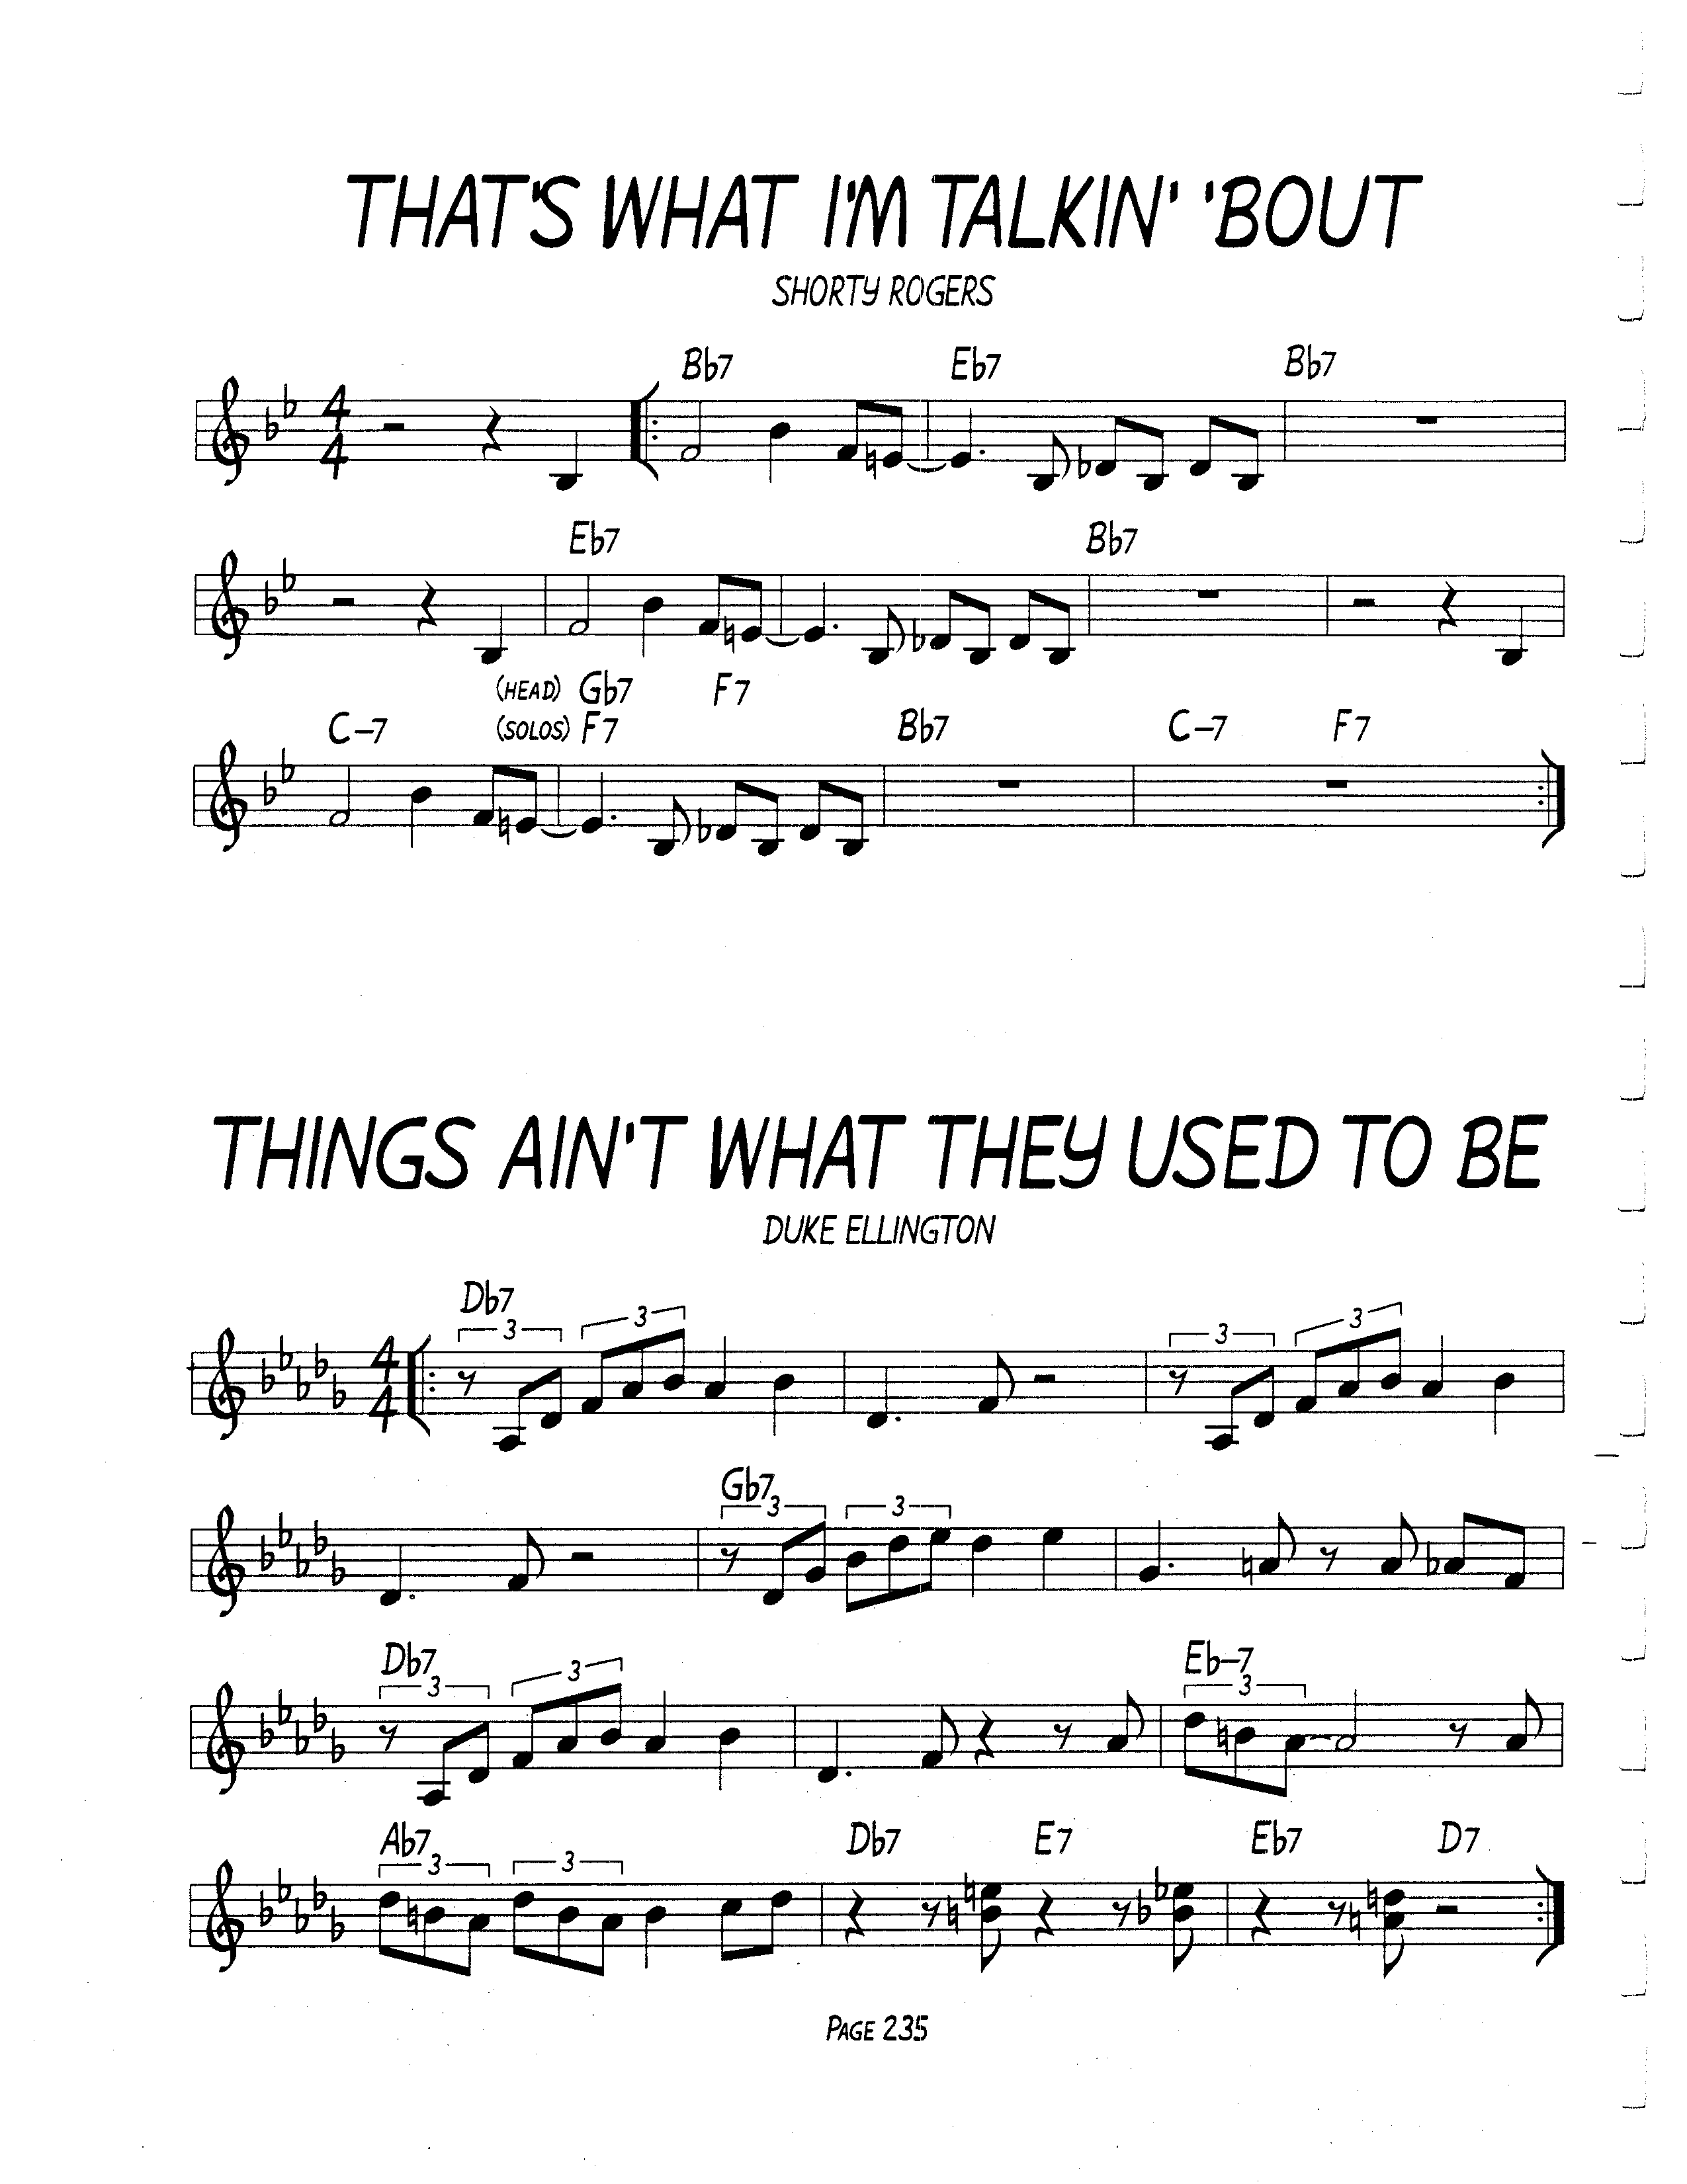 THAT'S WHAT I'M TALKIN' 'BOUT
SHORTY ROGERS
Bb7 Eb7 Bb7
4
4
Eb7 Bb7
(HEAD) Gb7 F7
C-7 (SOLOS) F7 Bb7 C-7 F7
THINGS AIN'T WHAT THEY USED TO BE
DUKE ELLINGTON
Db7
3 3 3 3
4
4
Gb7
3 3
Db7 Eb-7
3 3 3
Ab7 Db7 E7 Eb7 D7
3 3
PAGE 235